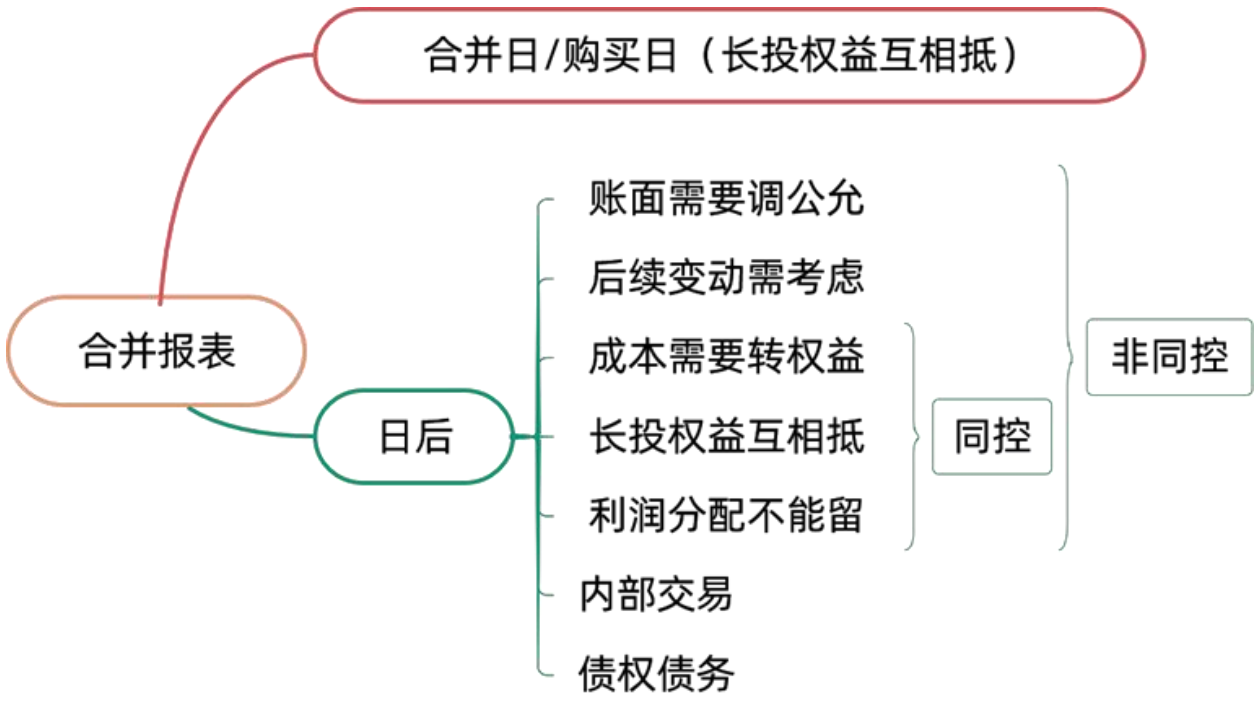 合并日/购买日（长投权益互相抵）
账面需要调公允
后续变动需考虑
合并报表
成本需要转权益
非同控
日后
长投权益互相抵
同控
利润分配不能留
内部交易
债权债务